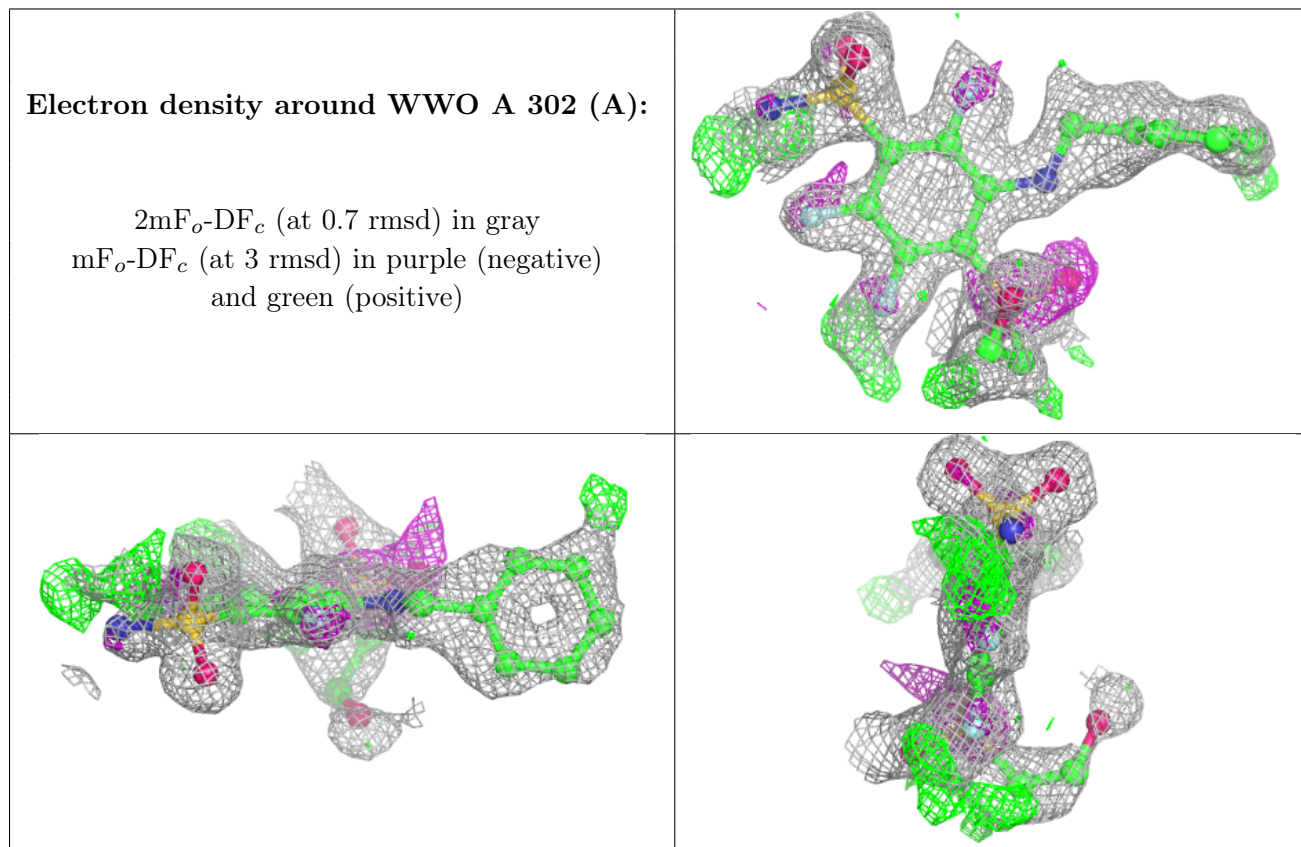 Electron density around WWO A 302 (A):
2mFo-DFc (at 0.7 rmsd) in gray
mFo-DFc (at 3 rmsd) in purple (negative)
and green (positive)